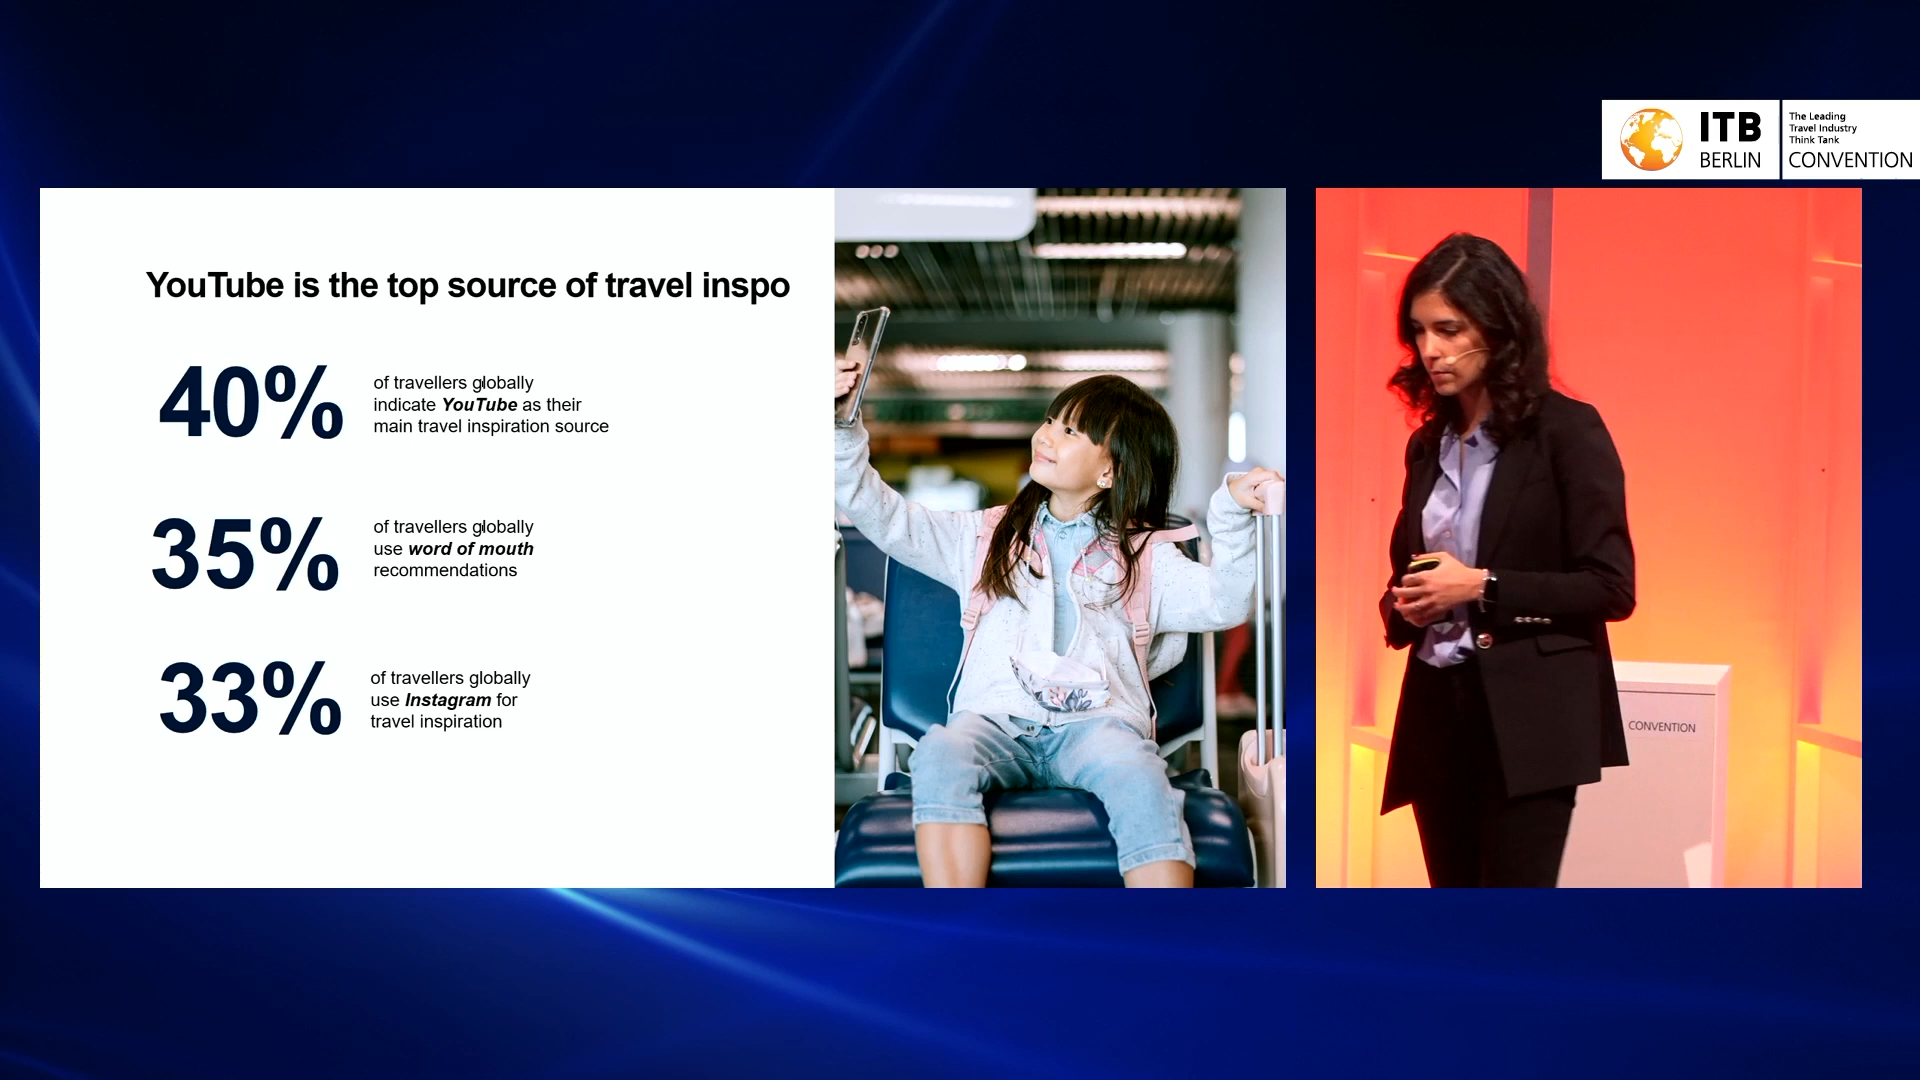 ITB
BERLIN
The Leading
Travel Industry
Think Tank
CONVENTION
YouTube is the top source of travel inspo
40%
of travellers globally
indicate YouTube as their
main travel inspiration source
35%
of travellers globally
use word of mouth
recommendations
33%
of travellers globally
use Instagram for
travel inspiration
CONVENTION